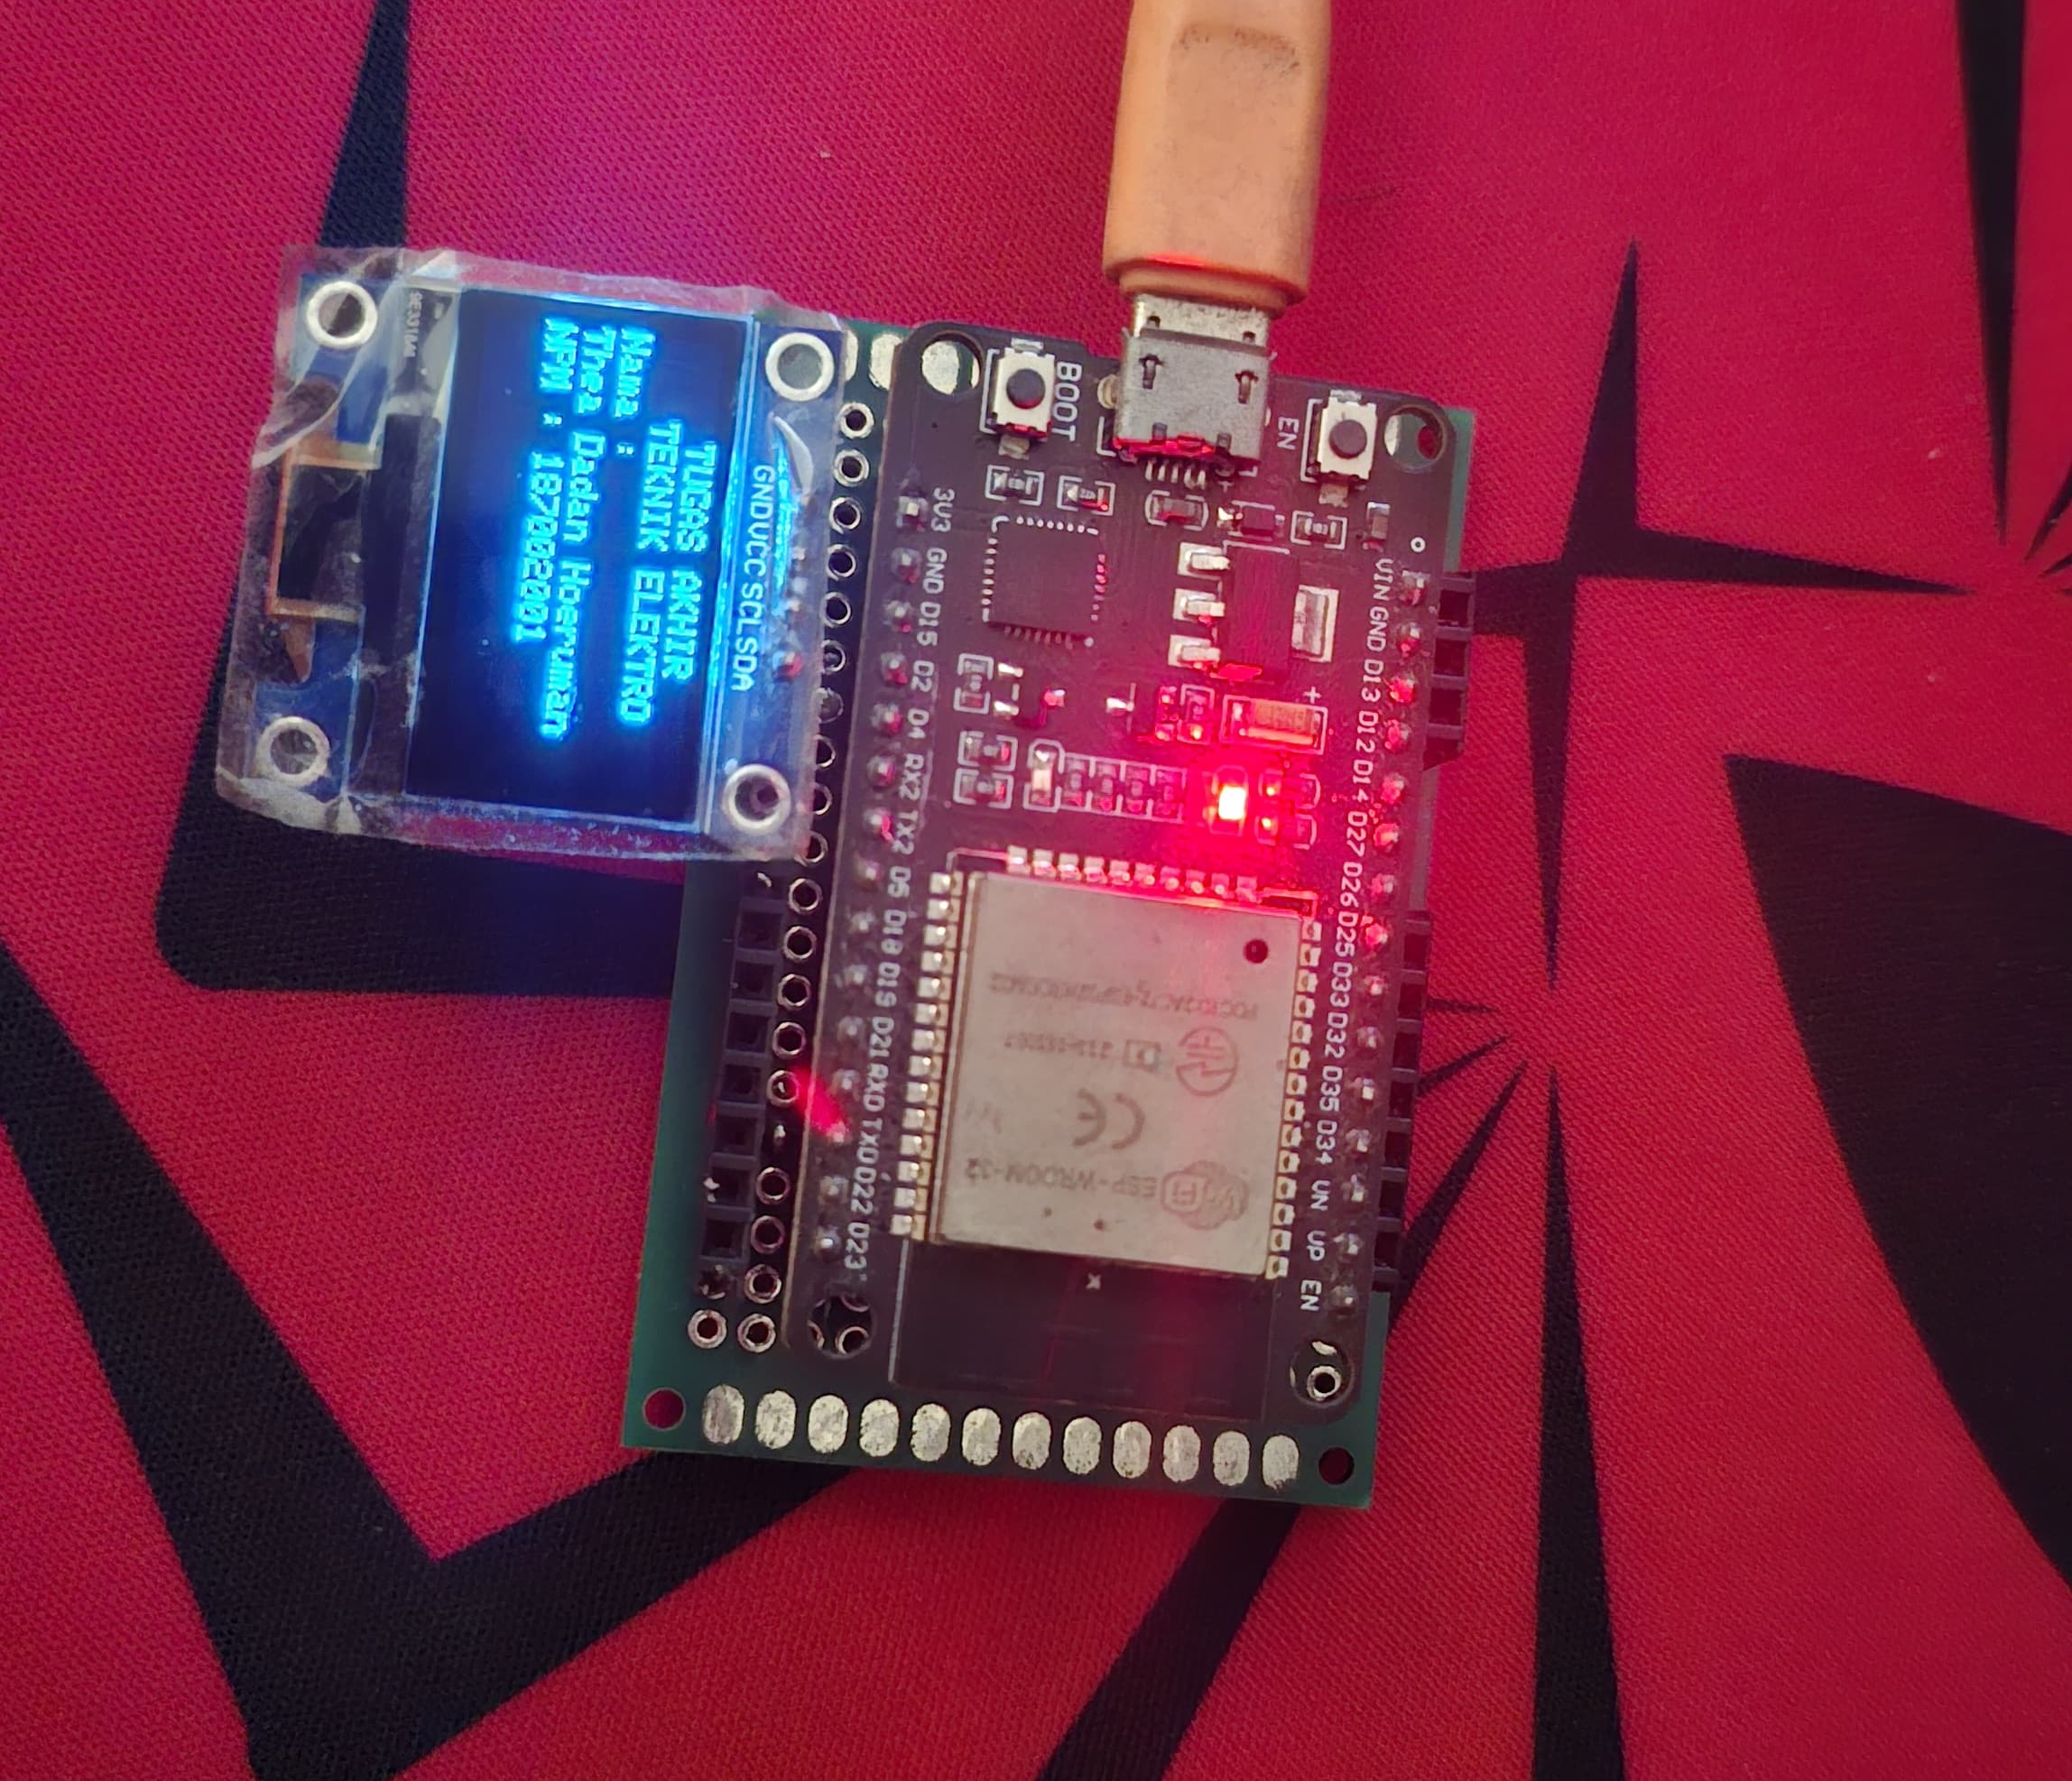 TUGAS AKHIR
TEKNIK ELEKTRO
Nama :
Thea Dadan Hoeruman
NPM : 187002001
GND VCC SCL SDA
BOOT
EN
3V3 GND D15 D2 D4 RX2 TX2 D5 D18 D19 D21 RXD TXD D22 D23
VIN GND D13 D12 D14 D27 D26 D25 D33 D32 D35 D34 VN VP EN
ESP-WROOM-32
CE